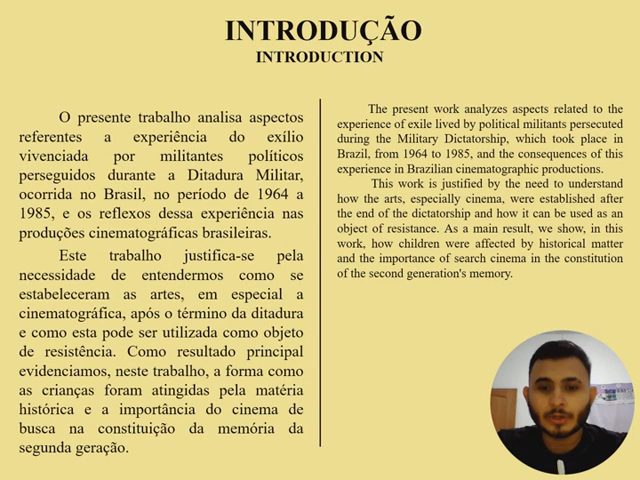 INTRODUÇÃO
INTRODUCTION
O presente trabalho analisa aspectos
referentes a experiência do exílio
vivenciada por militantes políticos
perseguidos durante a Ditadura Militar,
ocorrida no Brasil, no período de 1964 a
1985, e os reflexos dessa experiência nas
produções cinematográficas brasileiras.
Este trabalho justifica-se pela
necessidade de entendermos como se
estabeleceram as artes, em especial a
cinematográfica, após o término da ditadura
e como esta pode ser utilizada como objeto
de resistência. Como resultado principal
evidenciamos, neste trabalho, a forma como
as crianças foram atingidas pela matéria
histórica e a importância do cinema de
busca na constituição da memória da
segunda geração.
The present work analyzes aspects related to the
experience of exile lived by political militants persecuted
during the Military Dictatorship, which took place in
Brazil, from 1964 to 1985, and the consequences of this
experience in Brazilian cinematographic productions.
This work is justified by the need to understand
how the arts, especially cinema, were established after
the end of the dictatorship and how it can be used as an
object of resistance. As a main result, we show, in this
work, how children were affected by historical matter
and the importance of search cinema in the constitution
of the second generation's memory.